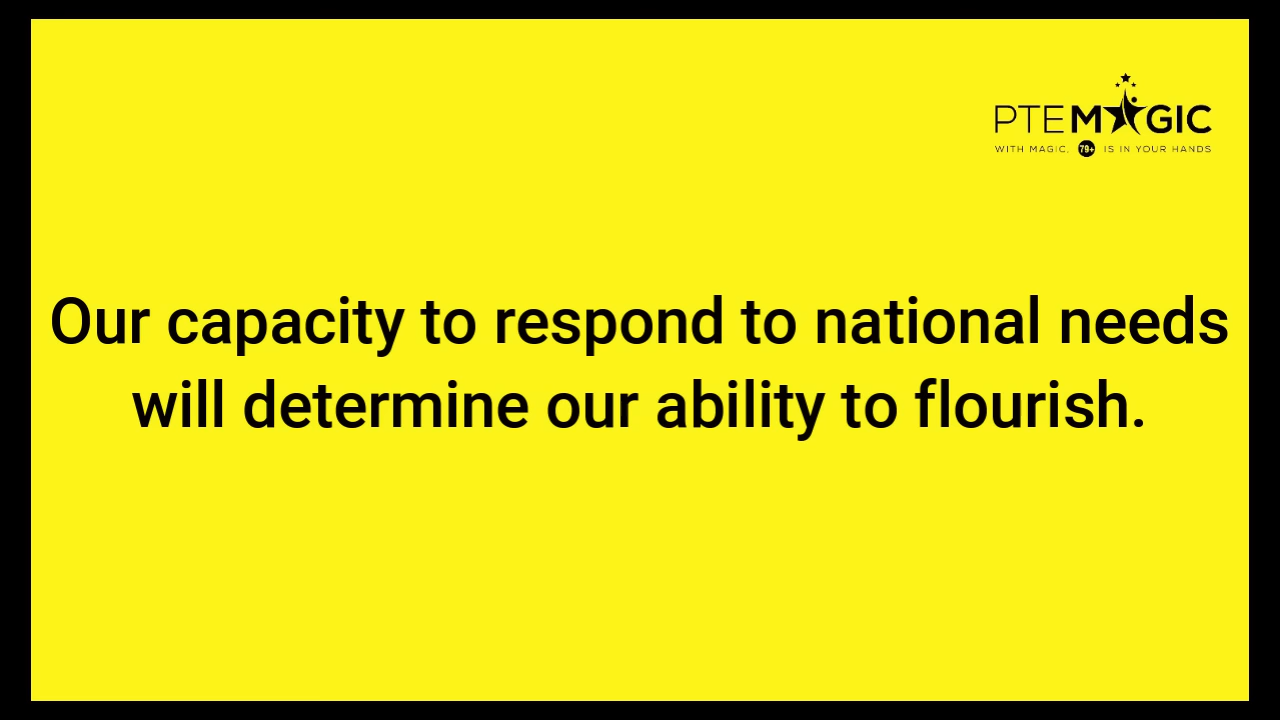 PTEMAGIC
WITH MAGIC, 79+ IS IN YOUR HANDS
Our capacity to respond to national needs
will determine our ability to flourish.